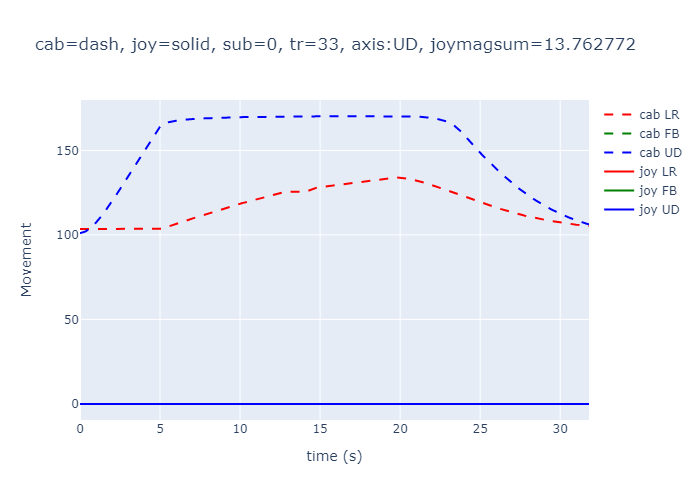 cab=dash, joy=solid, sub=0, tr=33, axis:UD, joymagsum=13.762772
cab LR
cab FB
cab UD
joy LR
joy FB
joy UD
Movement
150
100
50
0
0 5 10 15 20 25 30
time (s)